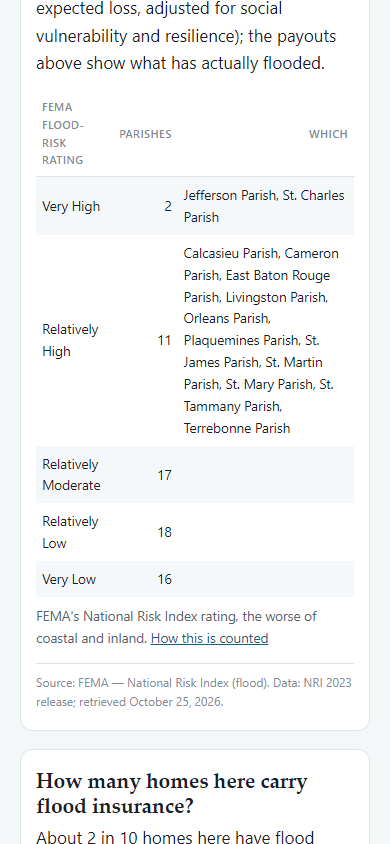 expected loss, adjusted for social
vulnerability and resilience); the payouts
above show what has actually flooded.
FEMA
FLOOD-
RISK
RATING
PARISHES
WHICH
Very High
2
Jefferson Parish, St. Charles
Parish
Relatively
High
11
Calcasieu Parish, Cameron
Parish, East Baton Rouge
Parish, Livingston Parish,
Orleans Parish,
Plaquemines Parish, St.
James Parish, St. Martin
Parish, St. Mary Parish, St.
Tammany Parish,
Terrebonne Parish
Relatively
Moderate
17
Relatively
Low
18
Very Low
16
FEMA's National Risk Index rating, the worse of
coastal and inland. How this is counted
Source: FEMA — National Risk Index (flood). Data: NRI 2023
release; retrieved October 25, 2026.
How many homes here carry
flood insurance?
About 2 in 10 homes here have flood